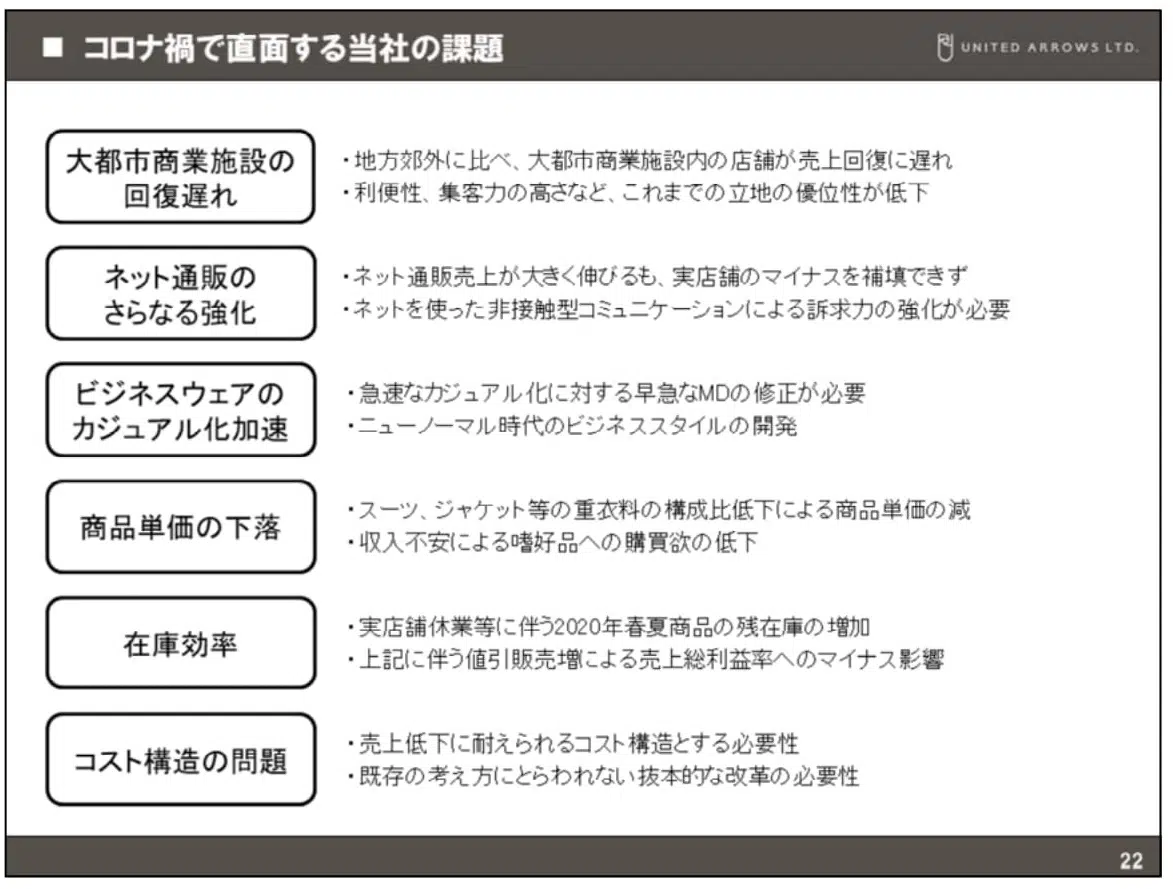 ■ コロナ禍で直面する当社の課題
UNITED ARROWS LTD.
大都市商業施設の
回復遅れ
・地方郊外に比べ、大都市商業施設内の店舗が売上回復に遅れ
・利便性、集客力の高さなど、これまでの立地の優位性が低下
ネット通販の
さらなる強化
・ネット通販売上が大きく伸びるも、実店舗のマイナスを補填できず
・ネットを使った非接触型コミュニケーションによる訴求力の強化が必要
ビジネスウェアの
カジュアル化加速
・急速なカジュアル化に対する早急なMDの修正が必要
・ニューノーマル時代のビジネススタイルの開発
商品単価の下落
・スーツ、ジャケット等の重衣料の構成比低下による商品単価の減
・収入不安による嗜好品への購買欲の低下
在庫効率
・実店舗休業等に伴う2020年春夏商品の残在庫の増加
・上記に伴う値引販売増による売上総利益率へのマイナス影響
コスト構造の問題
・売上低下に耐えられるコスト構造とする必要性
・既存の考え方にとらわれない抜本的な改革の必要性
22